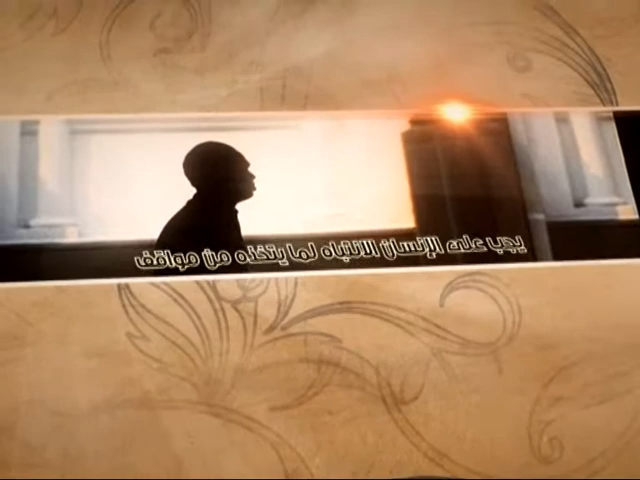 يجب على الإنسان الانتباه لما يتخذه من مواقف